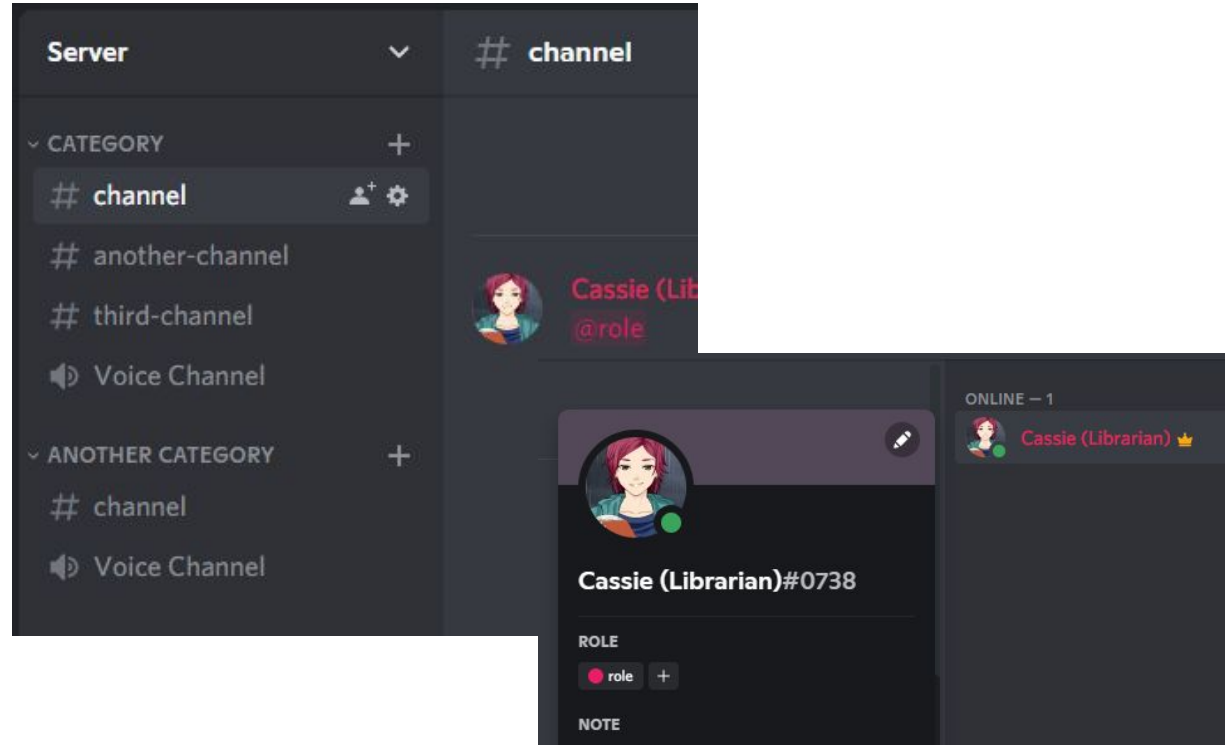 Server
# channel
CATEGORY
# channel
# another-channel
# third-channel
Voice Channel
ANOTHER CATEGORY
# channel
Voice Channel
Cassie (Lib
@role
ONLINE — 1
Cassie (Librarian)
Cassie (Librarian)#0738
ROLE
role
NOTE